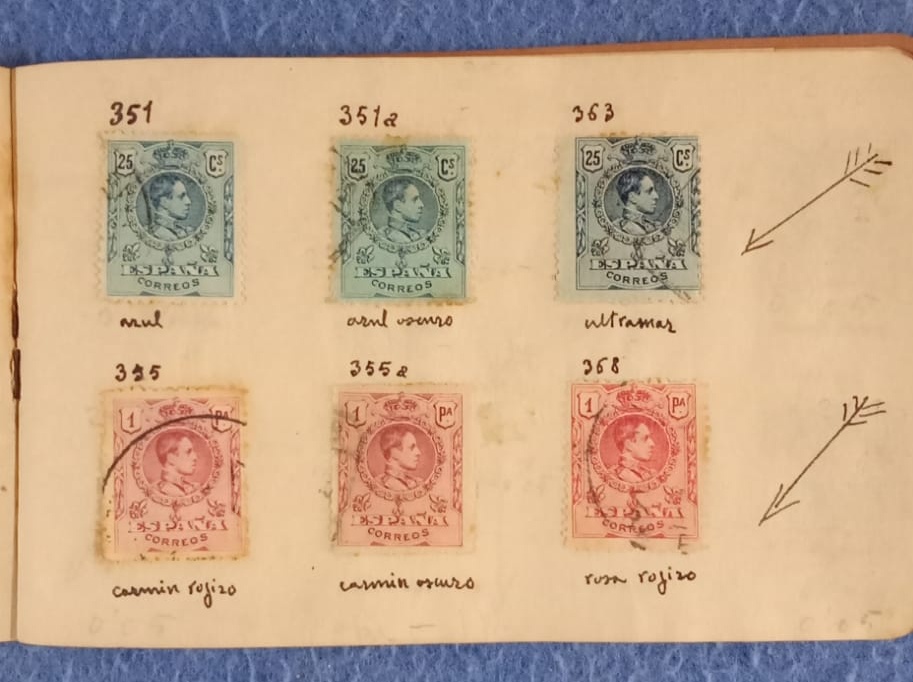 351 351a 363
25 Cs. 25 Cs. 25 Cs.
ESPAÑA ESPAÑA ESPAÑA
CORREOS CORREOS CORREOS
azul azul oscuro ultramar
355 355a 368
1 PA 1 PA 1 PA
ESPAÑA ESPAÑA ESPAÑA
CORREOS CORREOS CORREOS
carmin rojizo carmin oscuro rosa rojizo